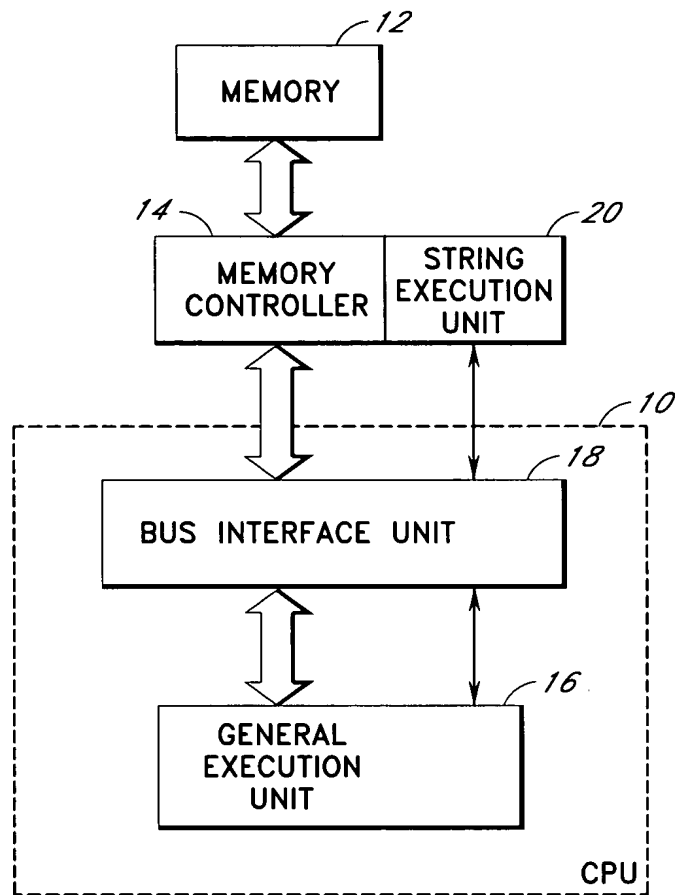 12
MEMORY
14
20
MEMORY
CONTROLLER
STRING
EXECUTION
UNIT
10
18
BUS INTERFACE UNIT
16
GENERAL
EXECUTION
UNIT
CPU